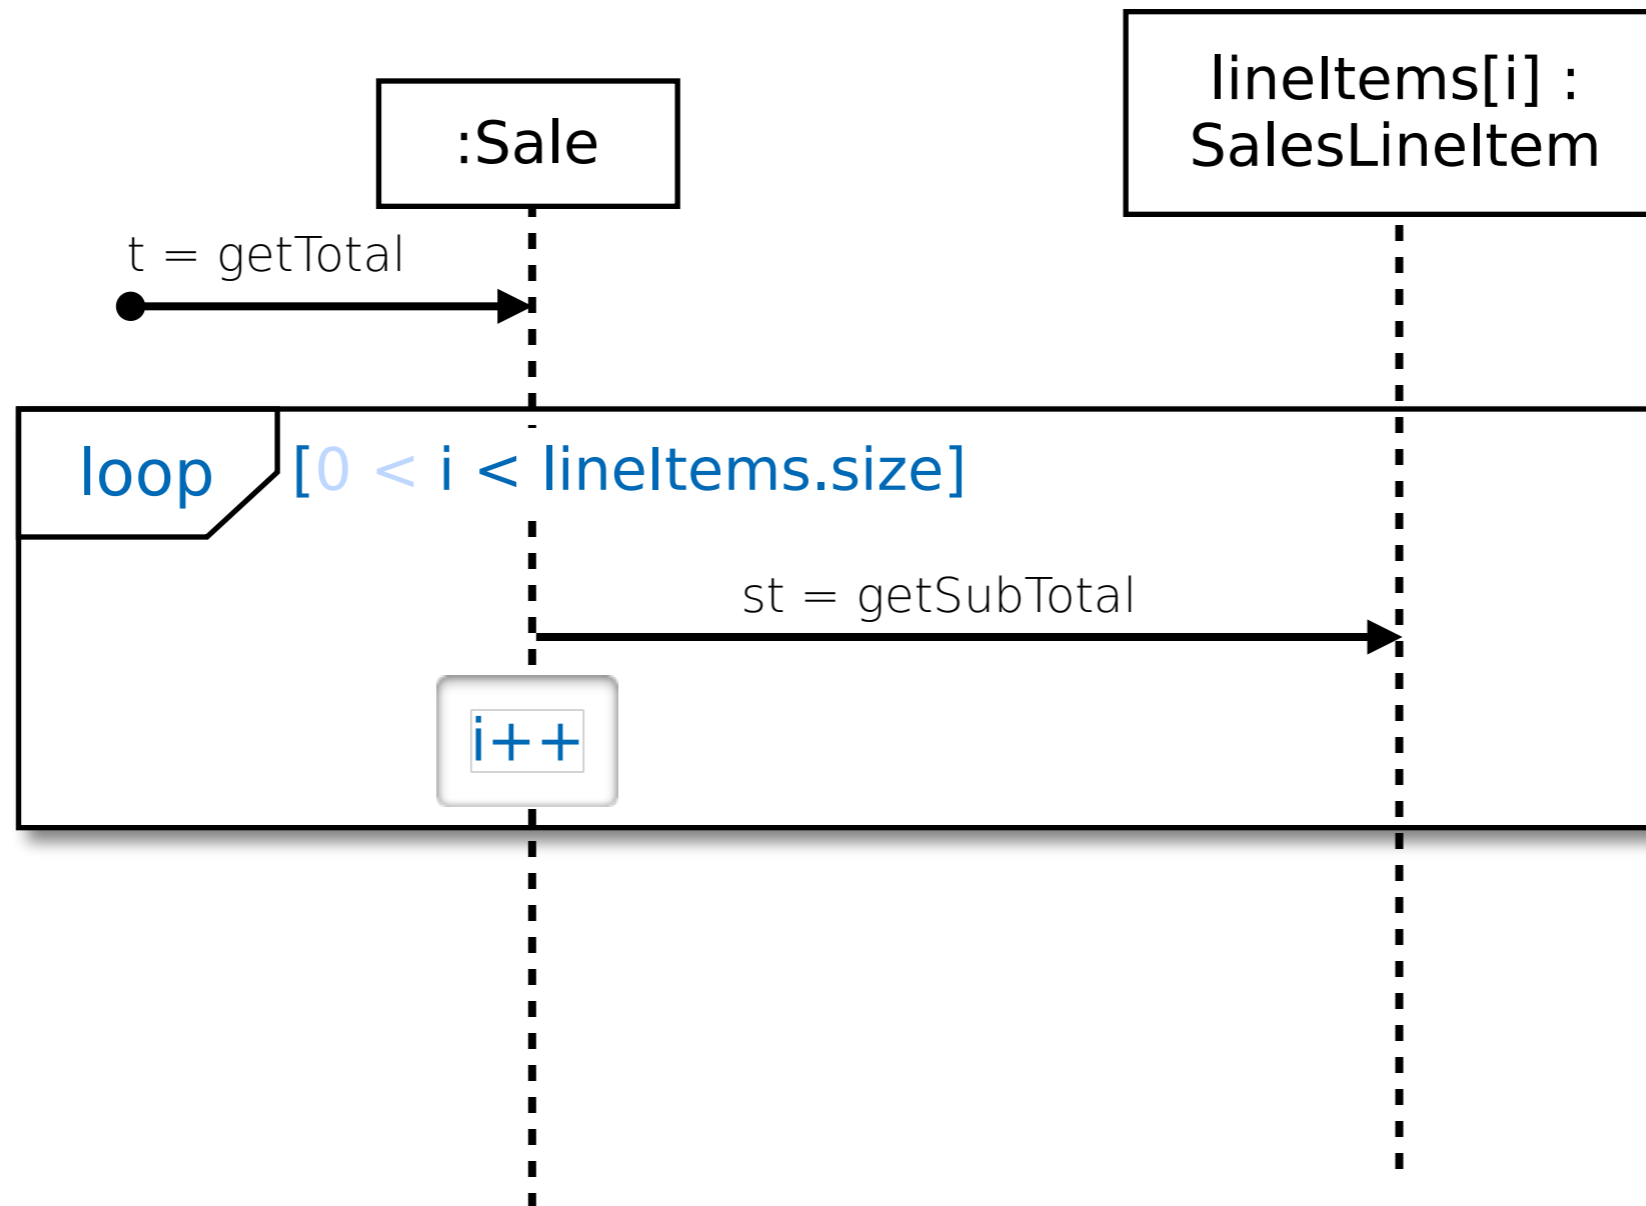 lineItems[i] :
SalesLineItem
:Sale
t = getTotal
loop
[0 < i < lineItems.size]
st = getSubTotal
i++